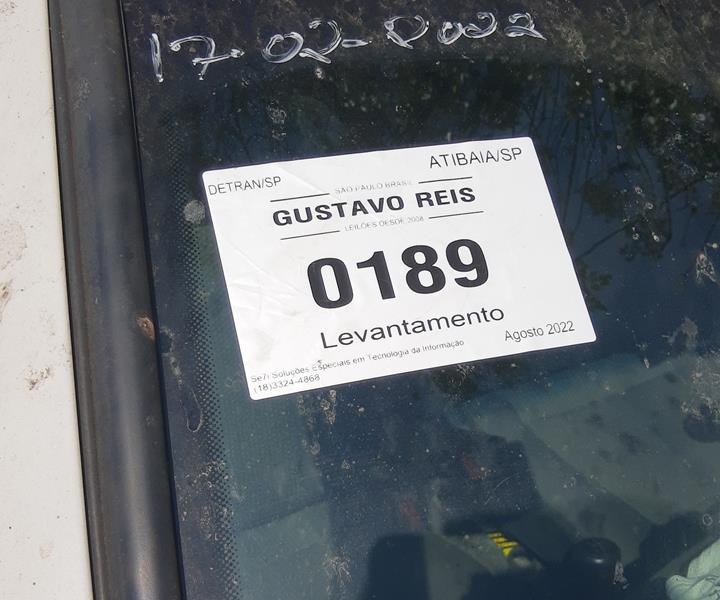 17-02-2022
DETRAN/SP
ATIBAIA/SP
SÃO PAULO BRASIL
GUSTAVO REIS
LEILÕES DESDE 2008
0189
Levantamento
Agosto 2022
Se7i Soluções Especiais em Tecnologia da Informação
(18)3324-4868